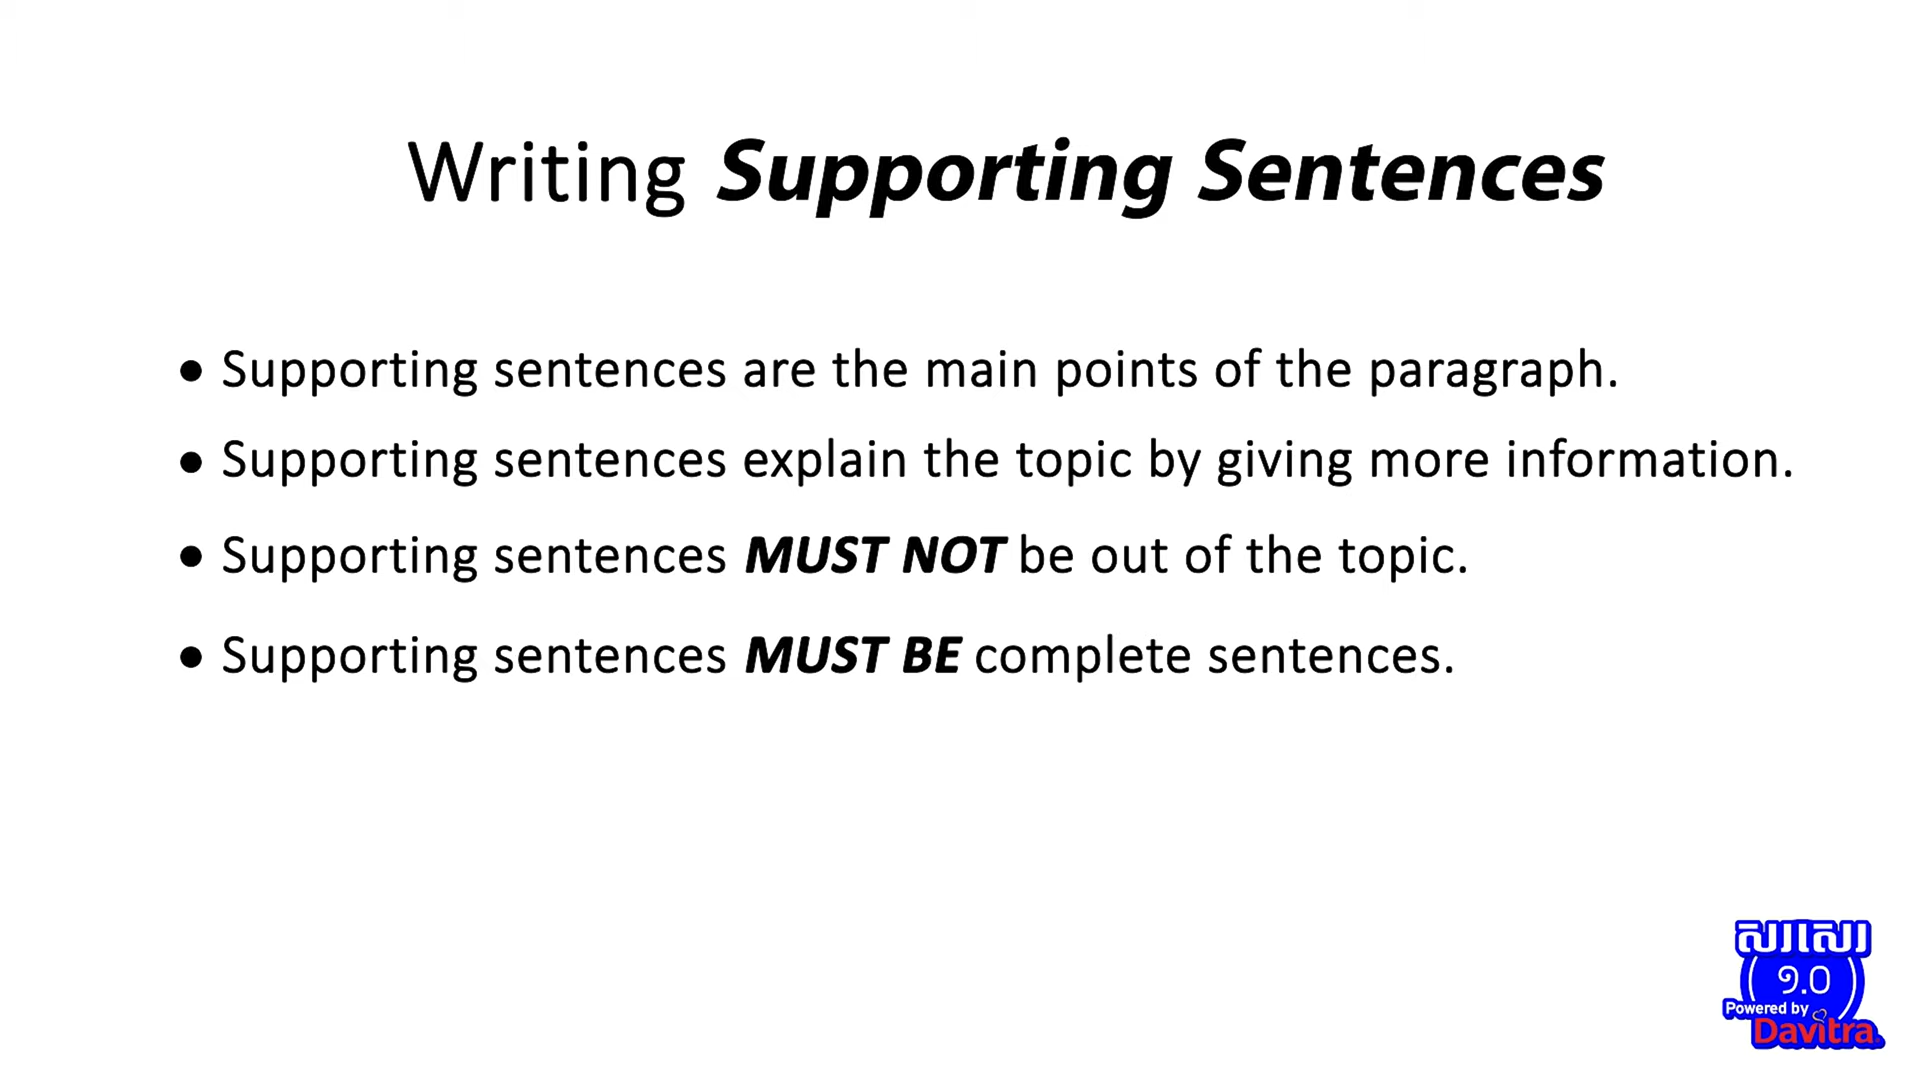 Writing Supporting Sentences
• Supporting sentences are the main points of the paragraph.
• Supporting sentences explain the topic by giving more information.
• Supporting sentences MUST NOT be out of the topic.
• Supporting sentences MUST BE complete sentences.
សរសេរ
១.០
Powered by
Davitra